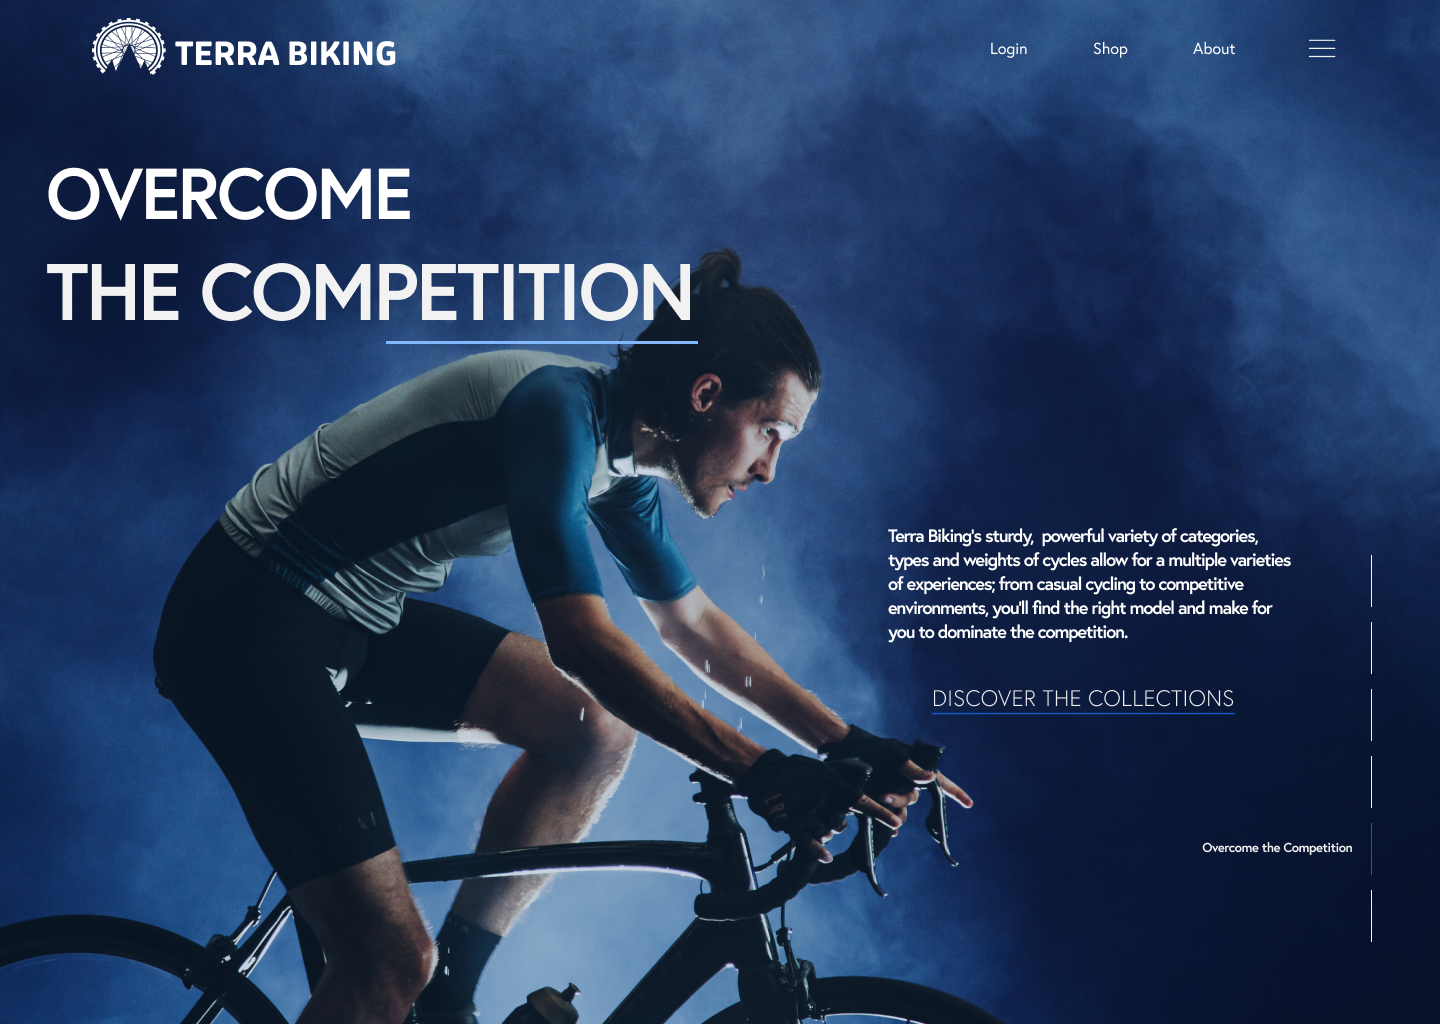 TERRA BIKING
Login
Shop
About
OVERCOME
THE COMPETITION
Terra Biking's sturdy, powerful variety of categories,
types and weights of cycles allow for a multiple varieties
of experiences; from casual cycling to competitive
environments, you'll find the right model and make for
you to dominate the competition.
DISCOVER THE COLLECTIONS
Overcome the Competition